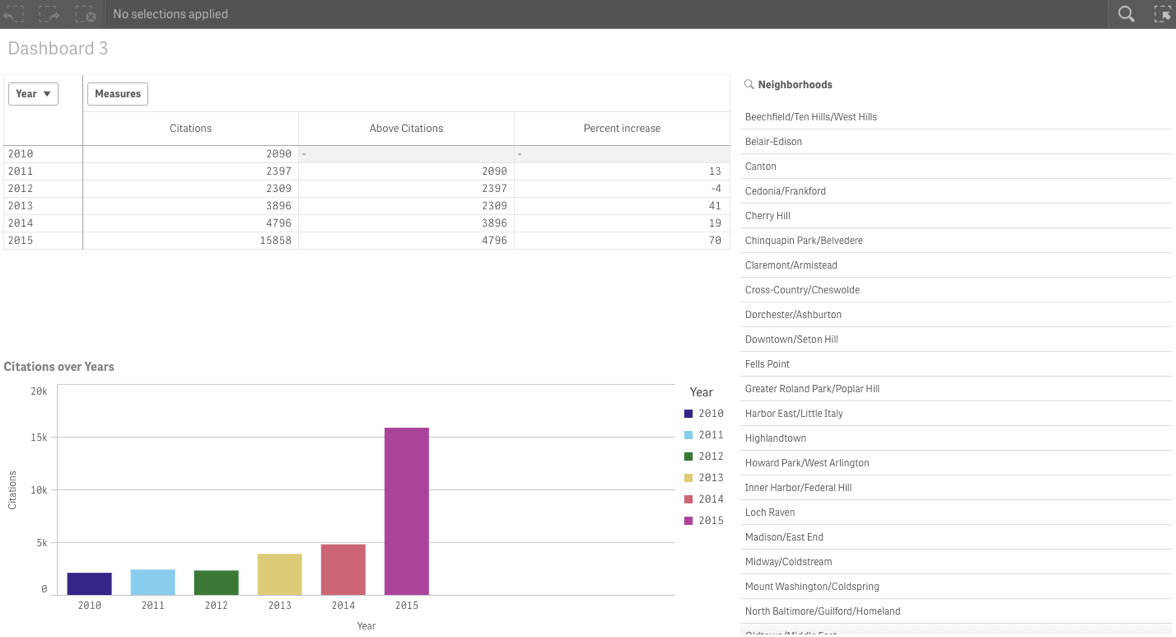 No selections applied
Dashboard 3
Year Measures
Citations Above Citations Percent increase
2010 2090 - -
2011 2397 2090 13
2012 2309 2397 -4
2013 3896 2309 41
2014 4796 3896 19
2015 15858 4796 70
Citations over Years
20k
15k
10k
5k
0
Citations
2010 2011 2012 2013 2014 2015
Year
Year
2010
2011
2012
2013
2014
2015
Neighborhoods
Beechfield/Ten Hills/West Hills
Belair-Edison
Canton
Cedonia/Frankford
Cherry Hill
Chinquapin Park/Belvedere
Claremont/Armistead
Cross-Country/Cheswolde
Dorchester/Ashburton
Downtown/Seton Hill
Fells Point
Greater Roland Park/Poplar Hill
Harbor East/Little Italy
Highlandtown
Howard Park/West Arlington
Inner Harbor/Federal Hill
Loch Raven
Madison/East End
Midway/Coldstream
Mount Washington/Coldspring
North Baltimore/Guilford/Homeland